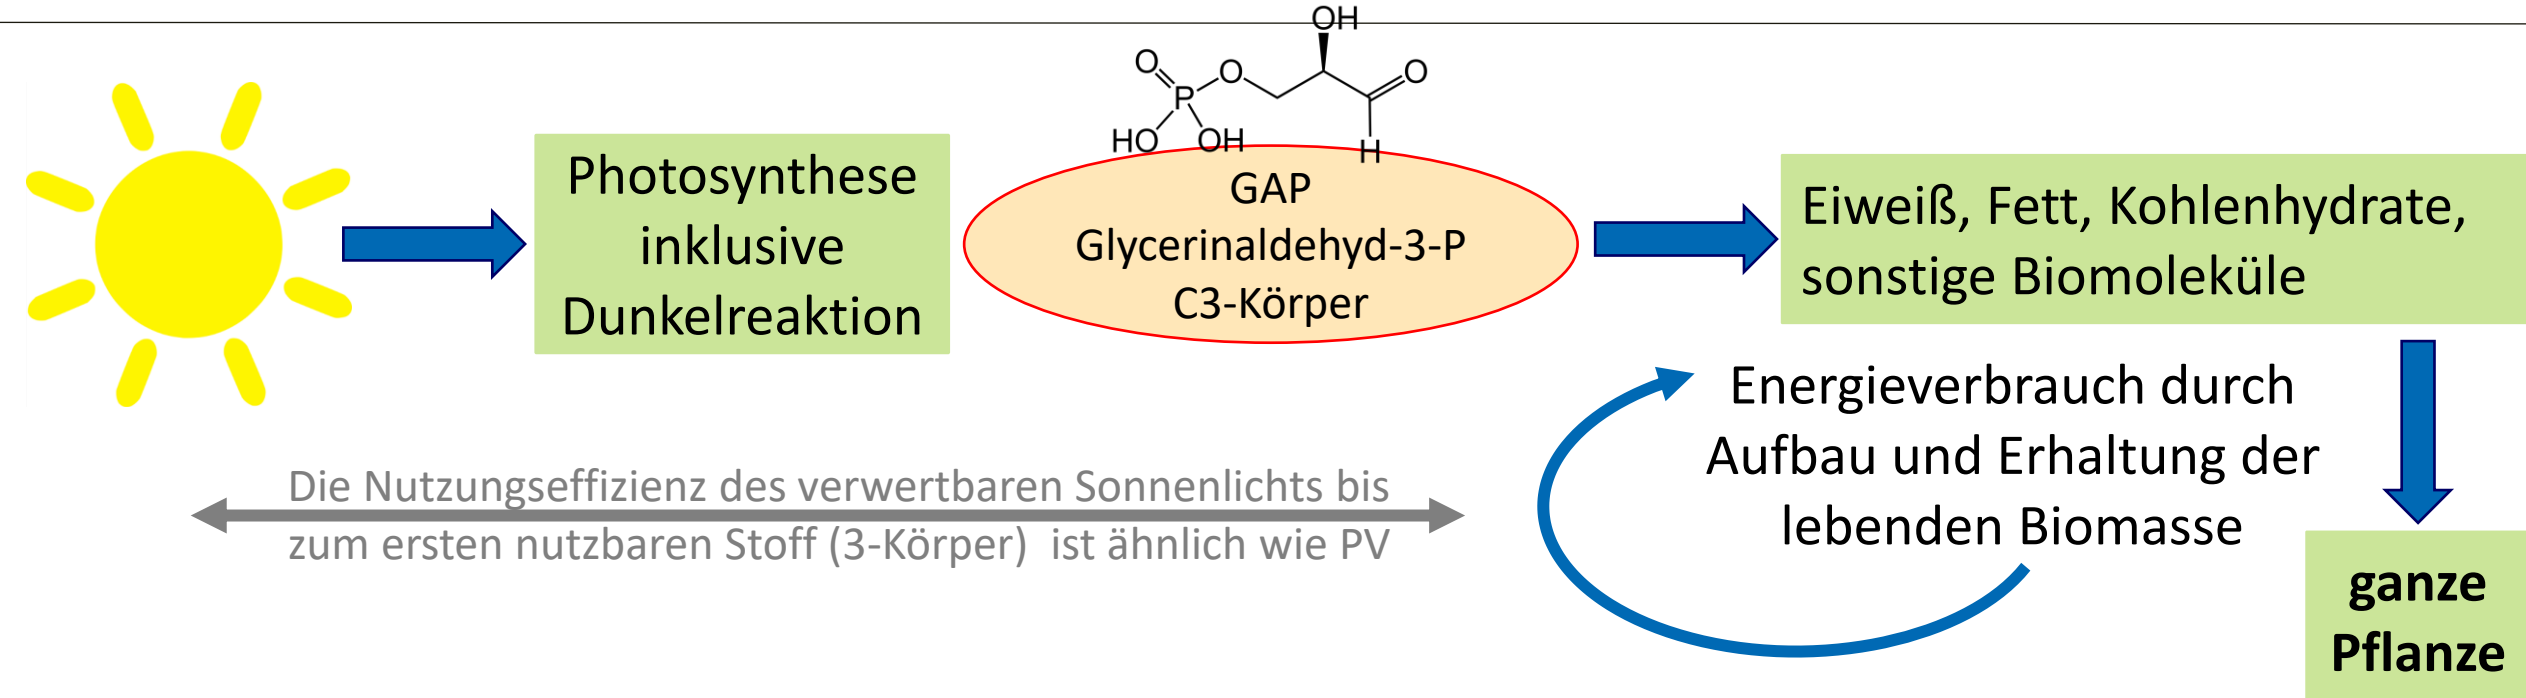 OH
O
O
O
P
HO
OH
H
Photosynthese
inklusive
Dunkelreaktion
GAP
Glycerinaldehyd-3-P
C3-Körper
Eiweiß, Fett, Kohlenhydrate,
sonstige Biomoleküle
Energieverbrauch durch
Aufbau und Erhaltung der
lebenden Biomasse
Die Nutzungseffizienz des verwertbaren Sonnenlichts bis
zum ersten nutzbaren Stoff (3-Körper)  ist ähnlich wie PV
ganze
Pflanze